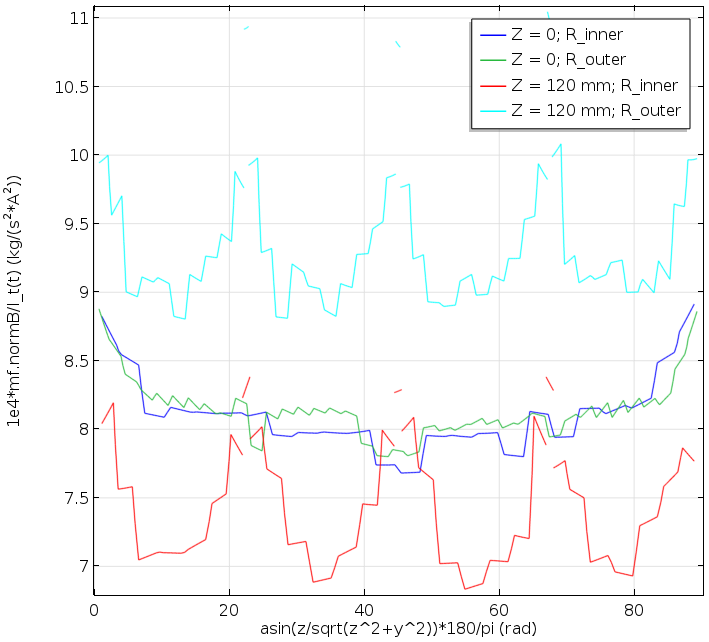 11
10.5
10
9.5
9
8.5
8
7.5
7
1e4*mf.normB/I_t(t) (kg/(s²*A²))
Z = 0; R_inner
Z = 0; R_outer
Z = 120 mm; R_inner
Z = 120 mm; R_outer
0 20 40 60 80
asin(z/sqrt(z^2+y^2))*180/pi (rad)